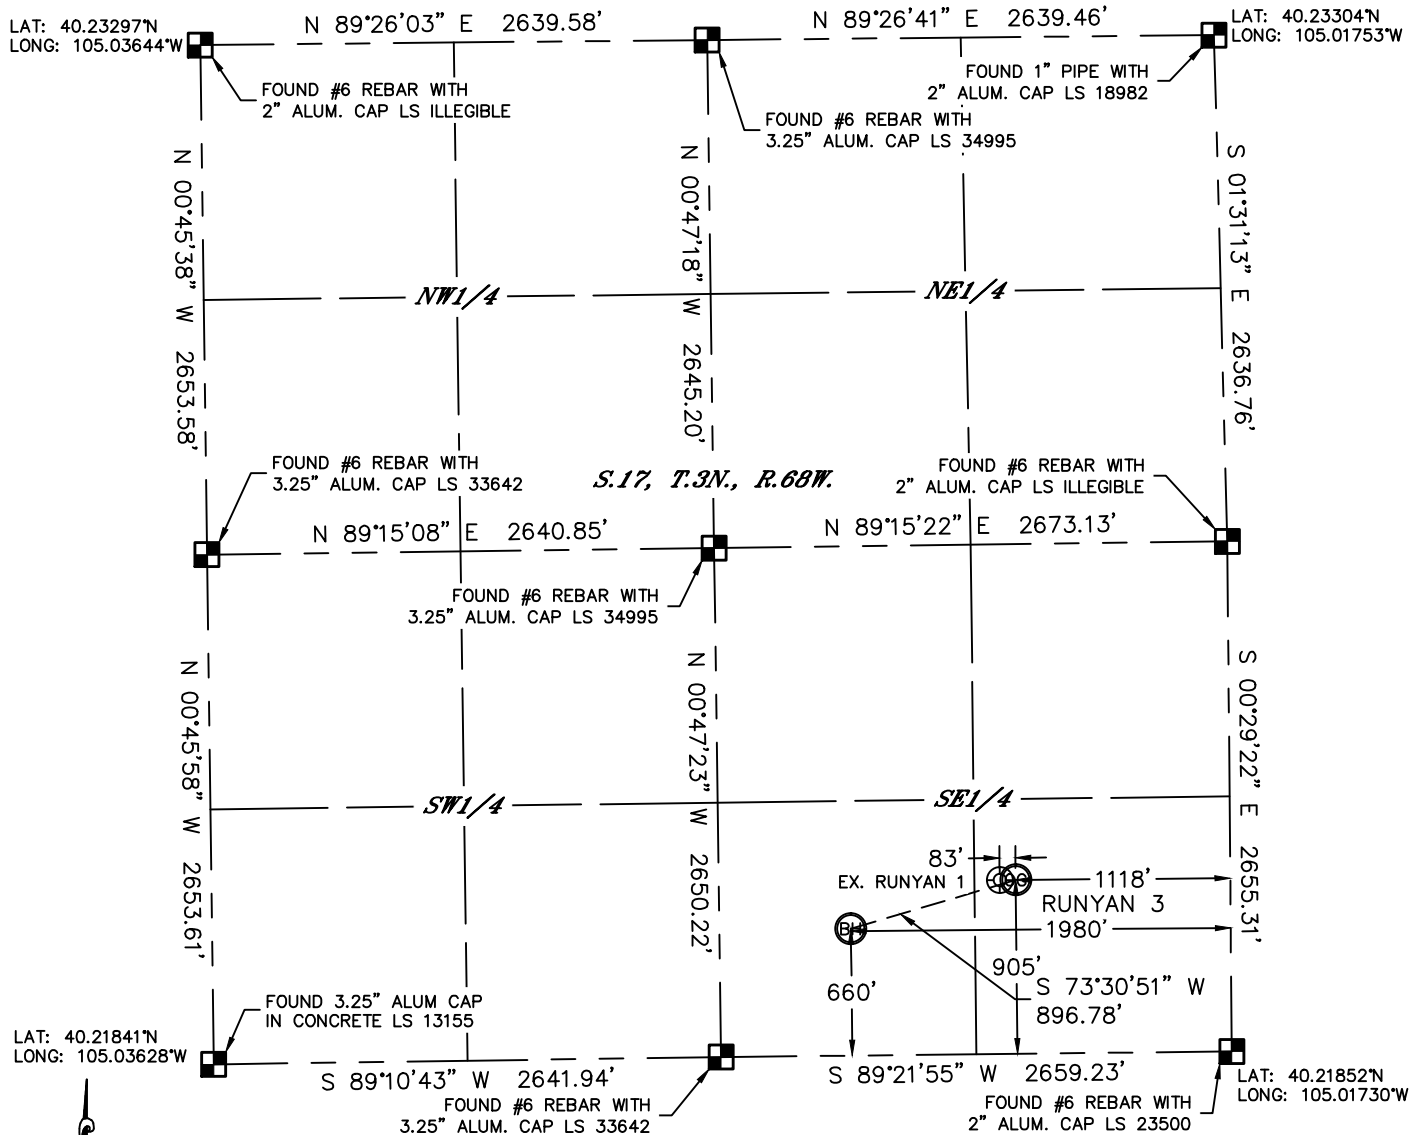 LAT: 40.23297°N
LONG: 105.03644°W
N 89°26'03" E 2639.58'
N 89°26'41" E 2639.46'
LAT: 40.23304°N
LONG: 105.01753°W
FOUND #6 REBAR WITH
2" ALUM. CAP LS ILLEGIBLE
FOUND #6 REBAR WITH
3.25" ALUM. CAP LS 34995
FOUND 1" PIPE WITH
2" ALUM. CAP LS 18982
N 00°45'38" W 2653.58'
N 00°47'18" W 2645.20'
S 01°31'13" E 2636.76'
NW1/4
NE1/4
FOUND #6 REBAR WITH
3.25" ALUM. CAP LS 33642
S.17, T.3N., R.68W.
FOUND #6 REBAR WITH
2" ALUM. CAP LS ILLEGIBLE
N 89°15'08" E 2640.85'
N 89°15'22" E 2673.13'
FOUND #6 REBAR WITH
3.25" ALUM. CAP LS 34995
N 00°45'58" W 2653.61'
N 00°47'23" W 2650.22'
S 00°29'22" E 2655.31'
SW1/4
SE1/4
83'
EX. RUNYAN 1
1118'
RUNYAN 3
BH
1980'
905'
660'
S 73°30'51" W
896.78'
FOUND 3.25" ALUM CAP
IN CONCRETE LS 13155
LAT: 40.21841°N
LONG: 105.03628°W
S 89°10'43" W 2641.94'
S 89°21'55" W 2659.23'
FOUND #6 REBAR WITH
3.25" ALUM. CAP LS 33642
FOUND #6 REBAR WITH
2" ALUM. CAP LS 23500
LAT: 40.21852°N
LONG: 105.01730°W